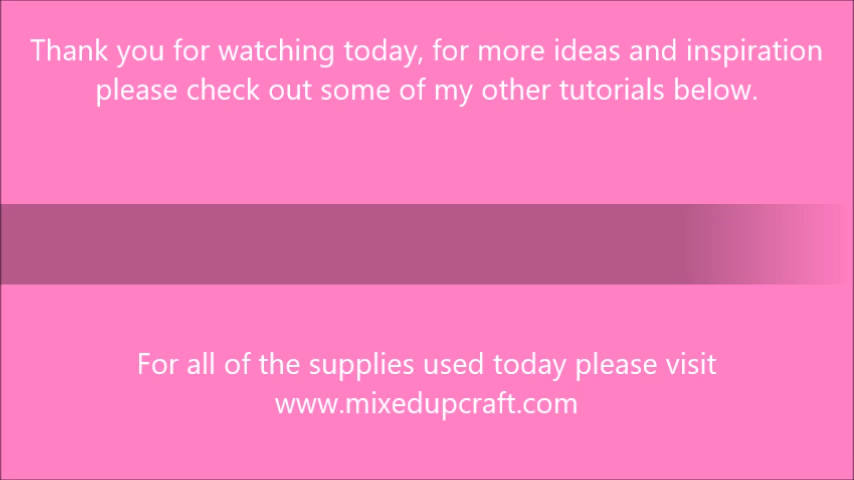 Thank you for watching today, for more ideas and inspiration
please check out some of my other tutorials below.
For all of the supplies used today please visit
www.mixedupcraft.com